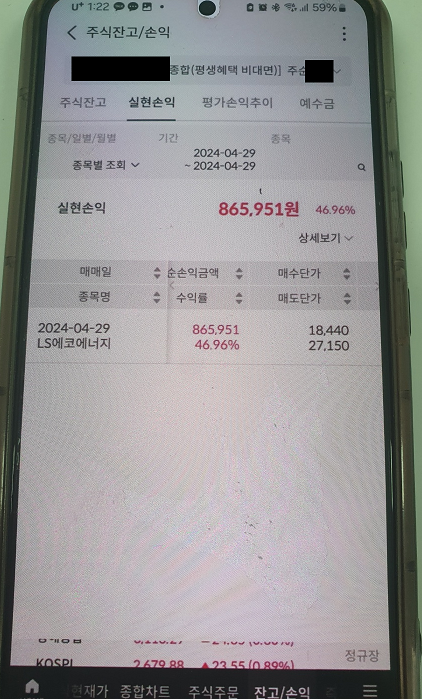 U+ 1:22 59%
주식잔고/손익
종합(평생혜택 비대면)] 주순
주식잔고 실현손익 평가손익추이 예수금
종목/일별/월별 기간 종목
종목별 조회 2024-04-29
~ 2024-04-29
실현손익 865,951원 46.96%
상세보기
매매일 순손익금액 매수단가
종목명 수익률 매도단가
2024-04-29 865,951 18,440
LS에코에너지 46.96% 27,150
정규장
KOSPI 2,679.88 ▲23.55 (0.89%)
현재가 종합차트 주식주문 잔고/손익